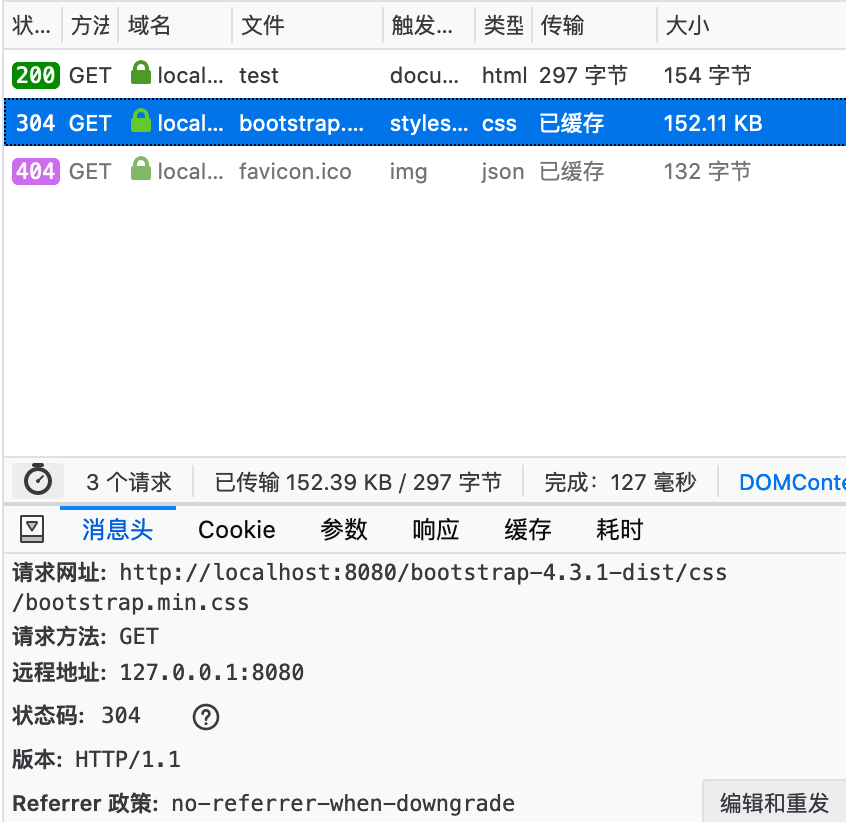 状... 方法 域名 文件 触发... 类型 传输 大小
200 GET local... test docu... html 297 字节 154 字节
304 GET local... bootstrap.... styles... css 已缓存 152.11 KB
404 GET local... favicon.ico img json 已缓存 132 字节
3 个请求 已传输 152.39 KB / 297 字节 完成：127 毫秒 DOMConte
消息头 Cookie 参数 响应 缓存 耗时
请求网址: http://localhost:8080/bootstrap-4.3.1-dist/css
/bootstrap.min.css
请求方法: GET
远程地址: 127.0.0.1:8080
状态码: 304 ?
版本: HTTP/1.1
Referrer 政策: no-referrer-when-downgrade 编辑和重发